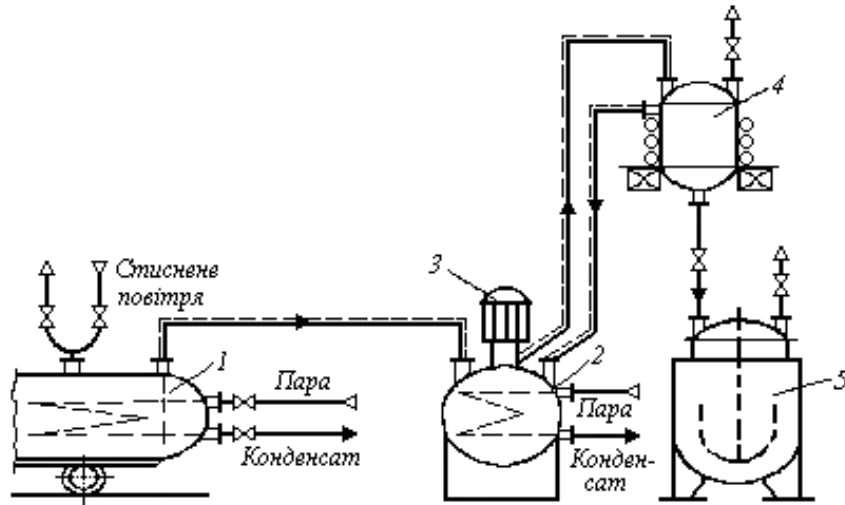 4
Стиснене
повітря
3
1
Пара
Конденсат
2
Пара
Конден-
сат
5